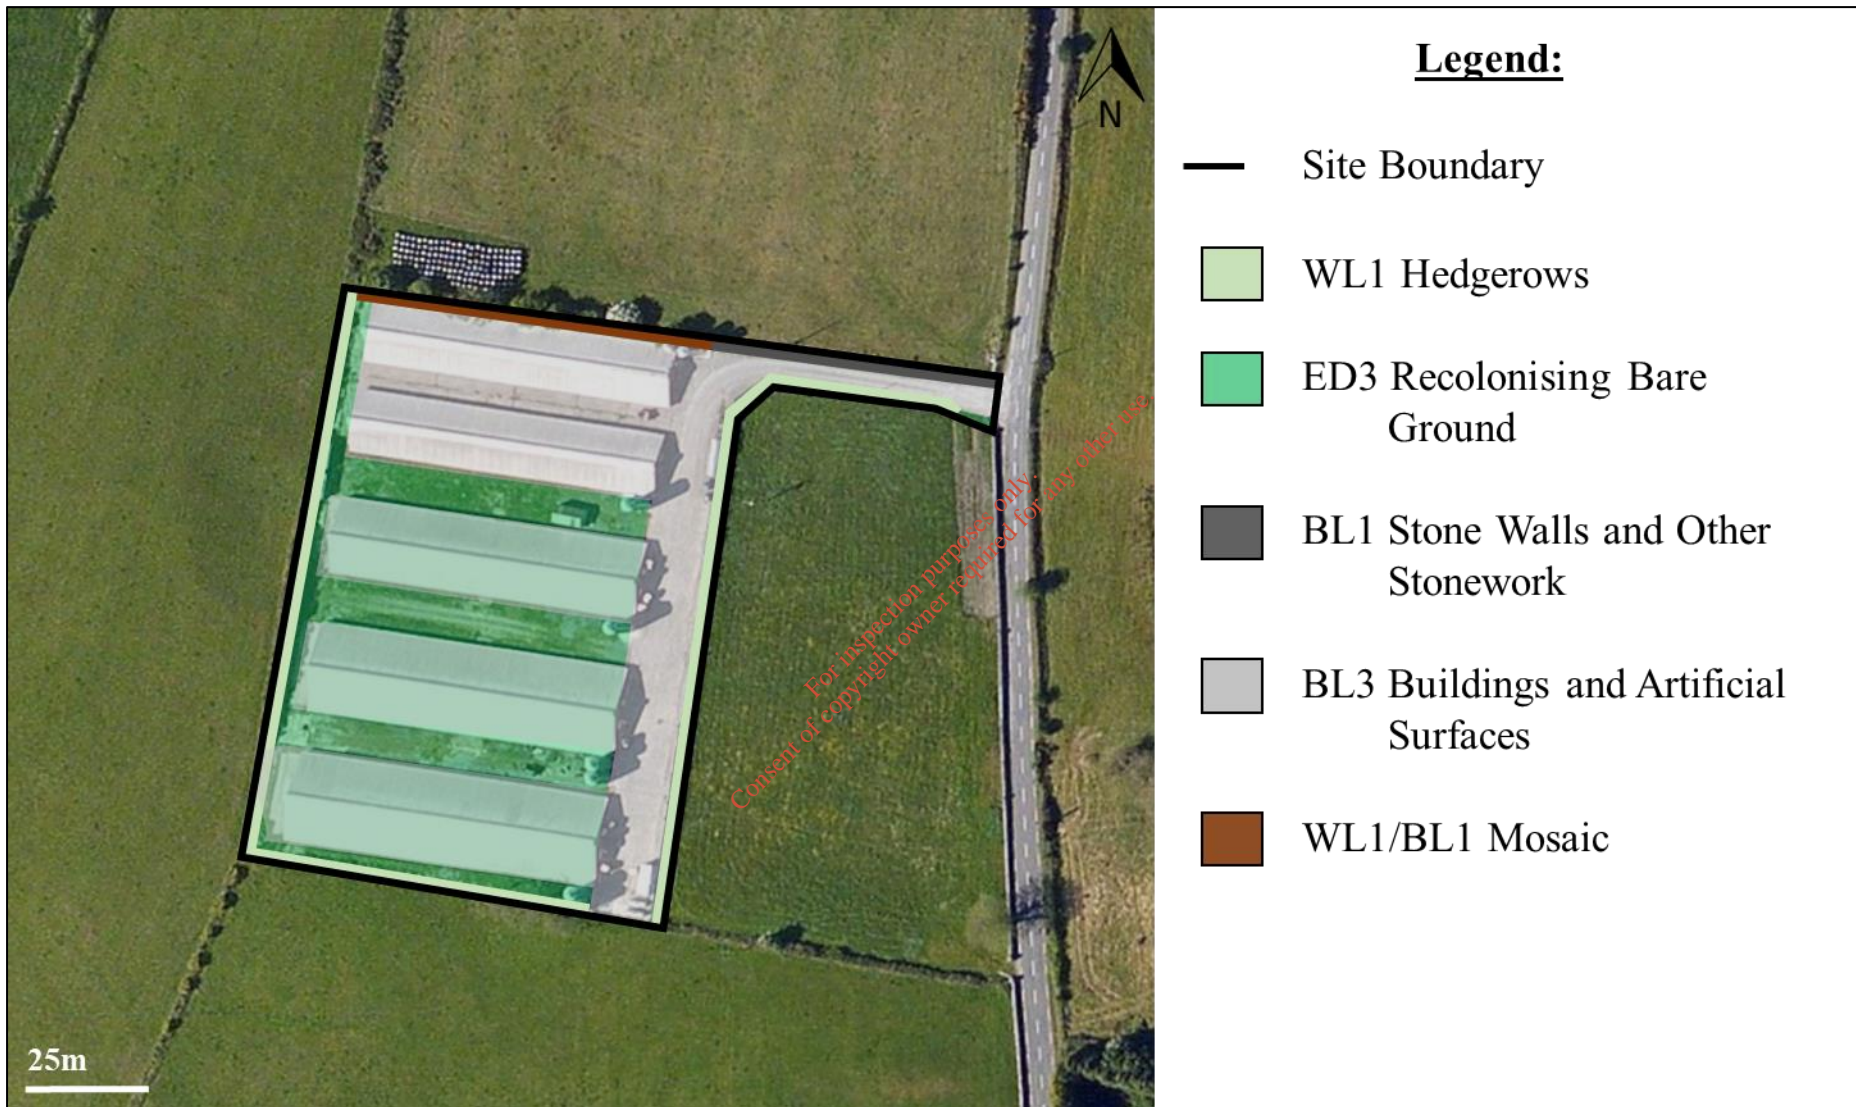 N
Legend:
Site Boundary
WL1 Hedgerows
ED3 Recolonising Bare
Ground
BL1 Stone Walls and Other
Stonework
BL3 Buildings and Artificial
Surfaces
WL1/BL1 Mosaic
For inspection purposes only.
Consent of copyright owner required for any other use.
25m